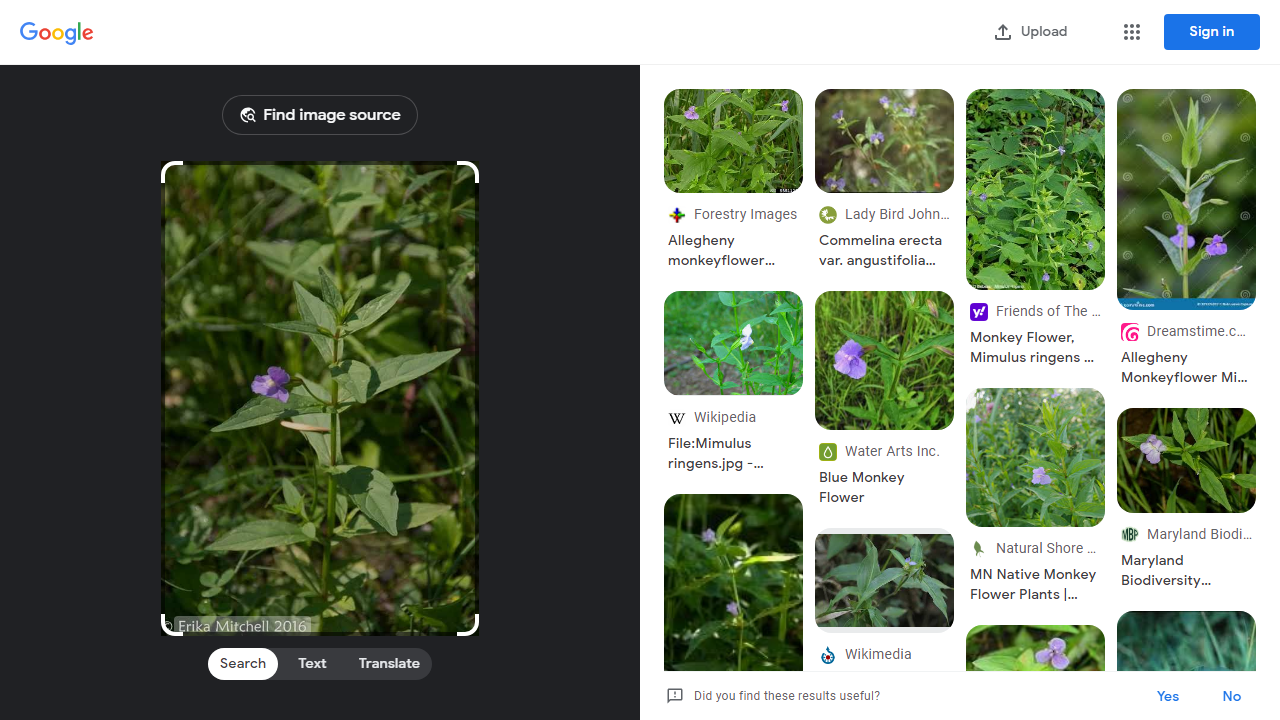 Google
Upload
Sign in
Find image source
© Erika Mitchell 2016
Search
Text
Translate
Forestry Images
Allegheny
monkeyflower...
Lady Bird John...
Commelina erecta
var. angustifolia...
Friends of The ...
Monkey Flower,
Mimulus ringens ...
Dreamstime.c...
Allegheny
Monkeyflower Mi...
Wikipedia
File:Mimulus
ringens.jpg -...
Water Arts Inc.
Blue Monkey
Flower
Natural Shore ...
MN Native Monkey
Flower Plants |...
Maryland Biodi...
Maryland
Biodiversity...
Wikimedia
Did you find these results useful?
Yes
No